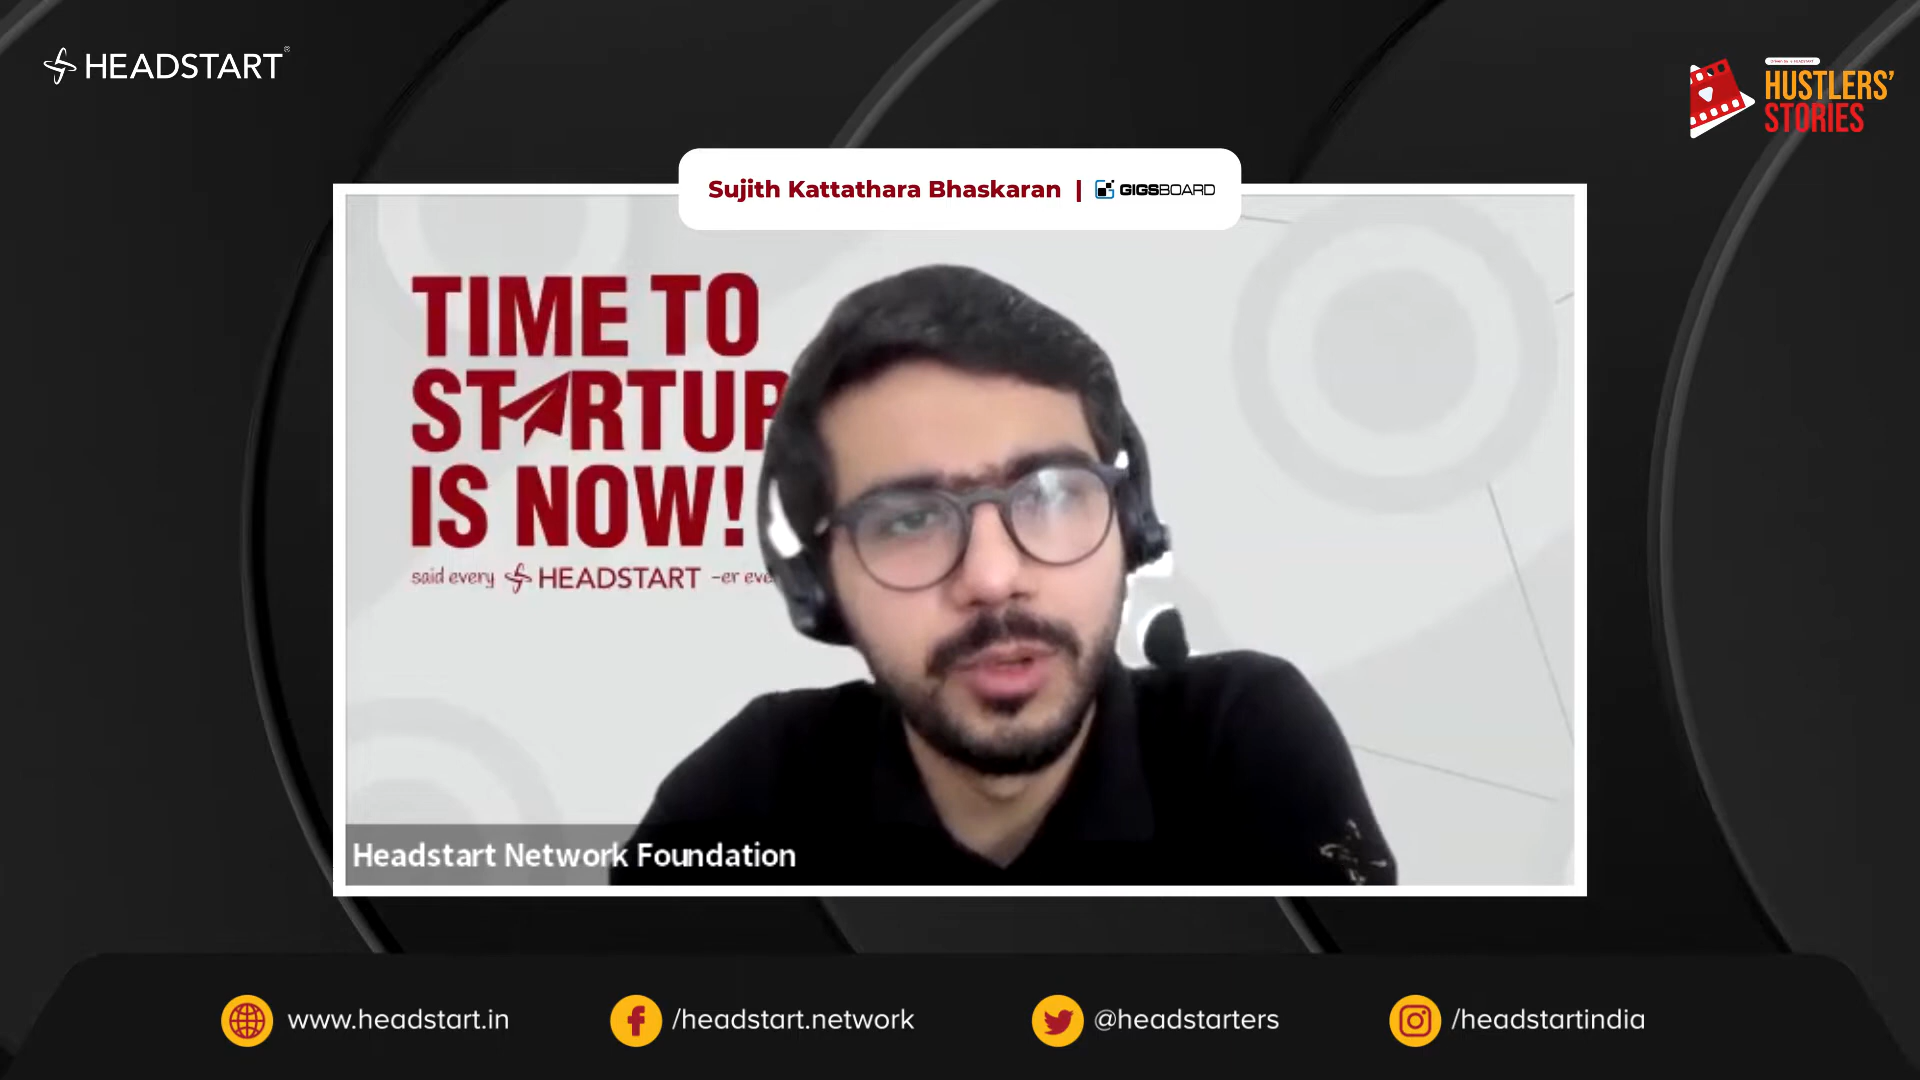 HEADSTART
HUSTLERS'
STORIES
Sujith Kattathara Bhaskaran | GIGSBOARD
TIME TO
STARTUP
IS NOW!
said every HEADSTART -er eve
Headstart Network Foundation
www.headstart.in
/headstart.network
@headstarters
/headstartindia